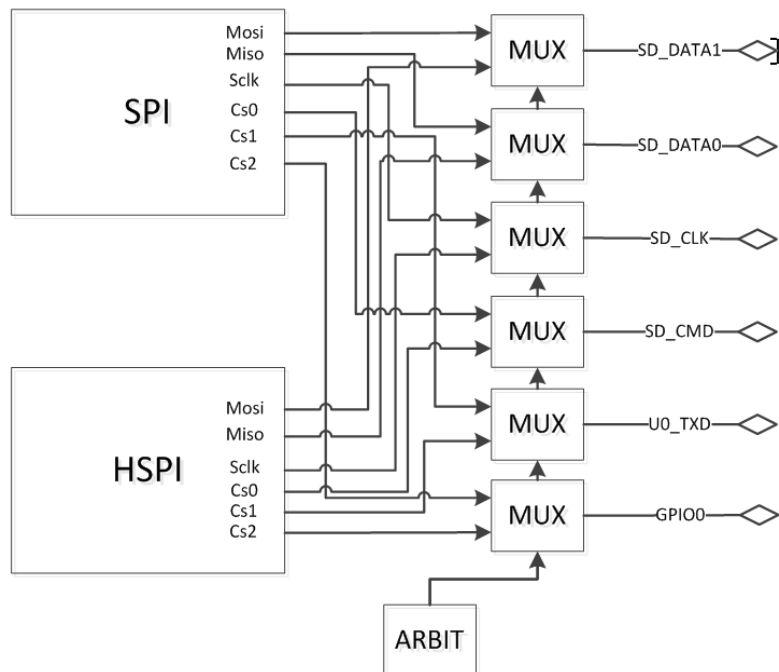 Mosi
Miso
Sclk
Cs0
Cs1
Cs2
SPI
Mosi
Miso
Sclk
Cs0
Cs1
Cs2
HSPI
MUX
SD_DATA1
MUX
SD_DATA0
MUX
SD_CLK
MUX
SD_CMD
MUX
U0_TXD
MUX
GPIO0
ARBIT